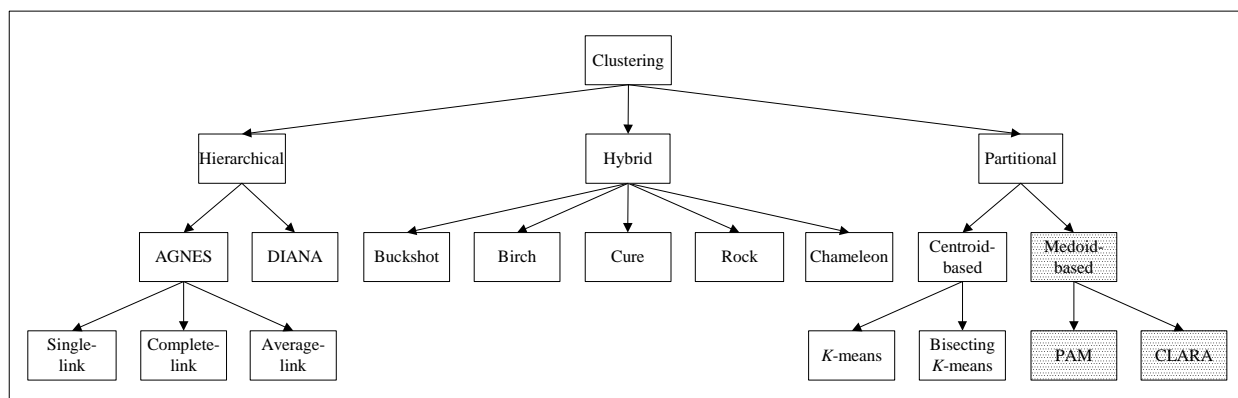 Clustering
Hierarchical
Hybrid
Partitional
AGNES
DIANA
Buckshot
Birch
Cure
Rock
Chameleon
Centroid-
based
Medoid-
based
Single-
link
Complete-
link
Average-
link
K-means
Bisecting
K-means
PAM
CLARA